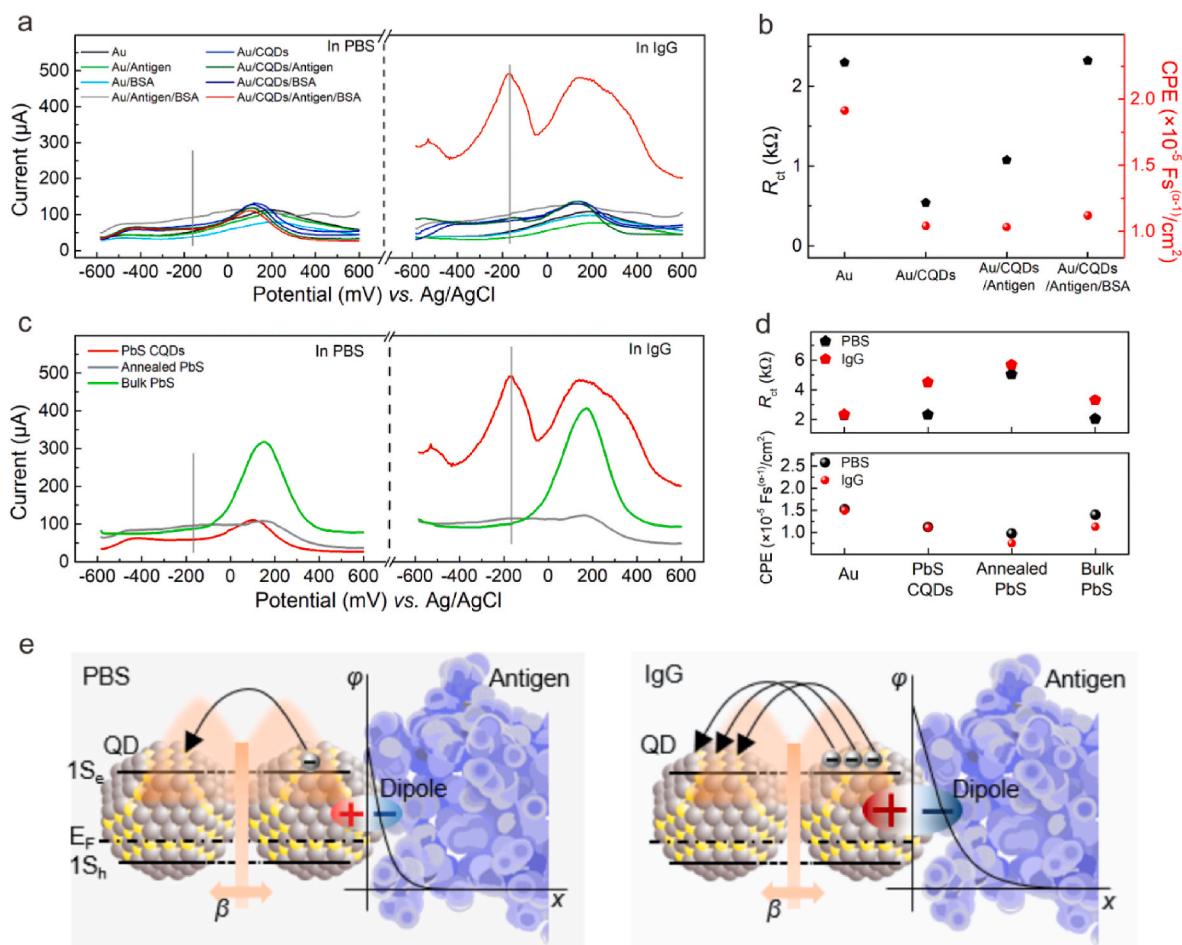 a
In PBS
In IgG
Au
Au/CQDs
Au/Antigen
Au/CQDs/Antigen
Au/BSA
Au/CQDs/BSA
Au/Antigen/BSA
Au/CQDs/Antigen/BSA
Current (µA)
500
400
300
200
100
0
-600 -400 -200 0 200 400 600
-600 -400 -200 0 200 400 600
Potential (mV) vs. Ag/AgCl
b
Rct (kΩ)
2
1
0
CPE (×10⁻⁵ Fs^(α-1)/cm²)
2.0
1.5
1.0
Au
Au/CQDs
Au/CQDs
/Antigen
Au/CQDs
/Antigen/BSA
c
PbS CQDs
Annealed PbS
Bulk PbS
In PBS
In IgG
Current (µA)
500
400
300
200
100
0
-600 -400 -200 0 200 400 600
-600 -400 -200 0 200 400 600
Potential (mV) vs. Ag/AgCl
d
PBS
IgG
Rct (kΩ)
6
4
2
PBS
IgG
CPE (×10⁻⁵ Fs^(α-1)/cm²)
2.5
2.0
1.5
1.0
Au
PbS
CQDs
Annealed
PbS
Bulk
PbS
e
PBS
φ
Antigen
QD
1Se
Dipole
+
−
EF
1Sh
β
x
IgG
φ
Antigen
QD
Dipole
+
−
β
x